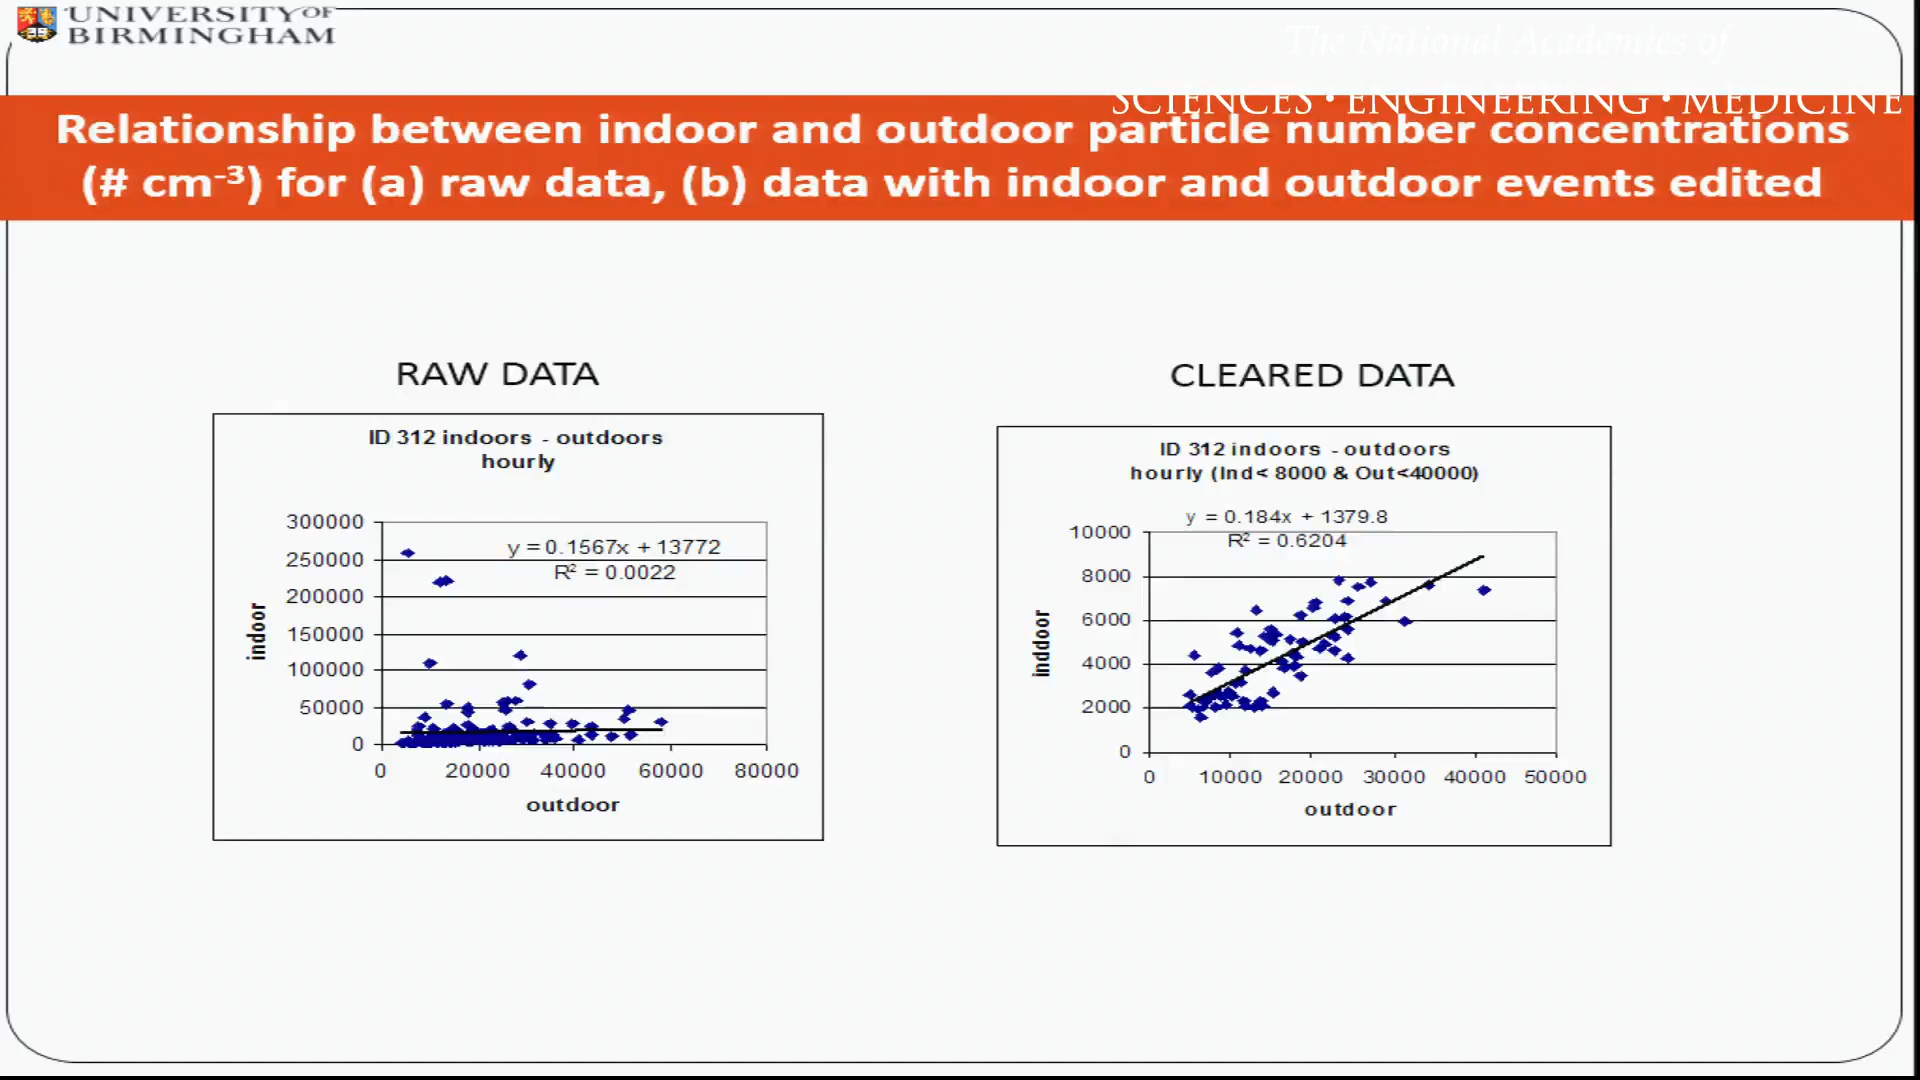 UNIVERSITY OF
BIRMINGHAM
The National Academies of
SCIENCES • ENGINEERING • MEDICINE
Relationship between indoor and outdoor particle number concentrations
(# cm-3) for (a) raw data, (b) data with indoor and outdoor events edited
RAW DATA
ID 312 indoors - outdoors
hourly
y = 0.1567x + 13772
R² = 0.0022
300000
250000
200000
150000
100000
50000
0
indoor
0 20000 40000 60000 80000
outdoor
CLEARED DATA
ID 312 indoors - outdoors
hourly (Ind< 8000 & Out<40000)
y = 0.184x + 1379.8
R² = 0.6204
10000
8000
6000
4000
2000
0
inddoor
0 10000 20000 30000 40000 50000
outdoor